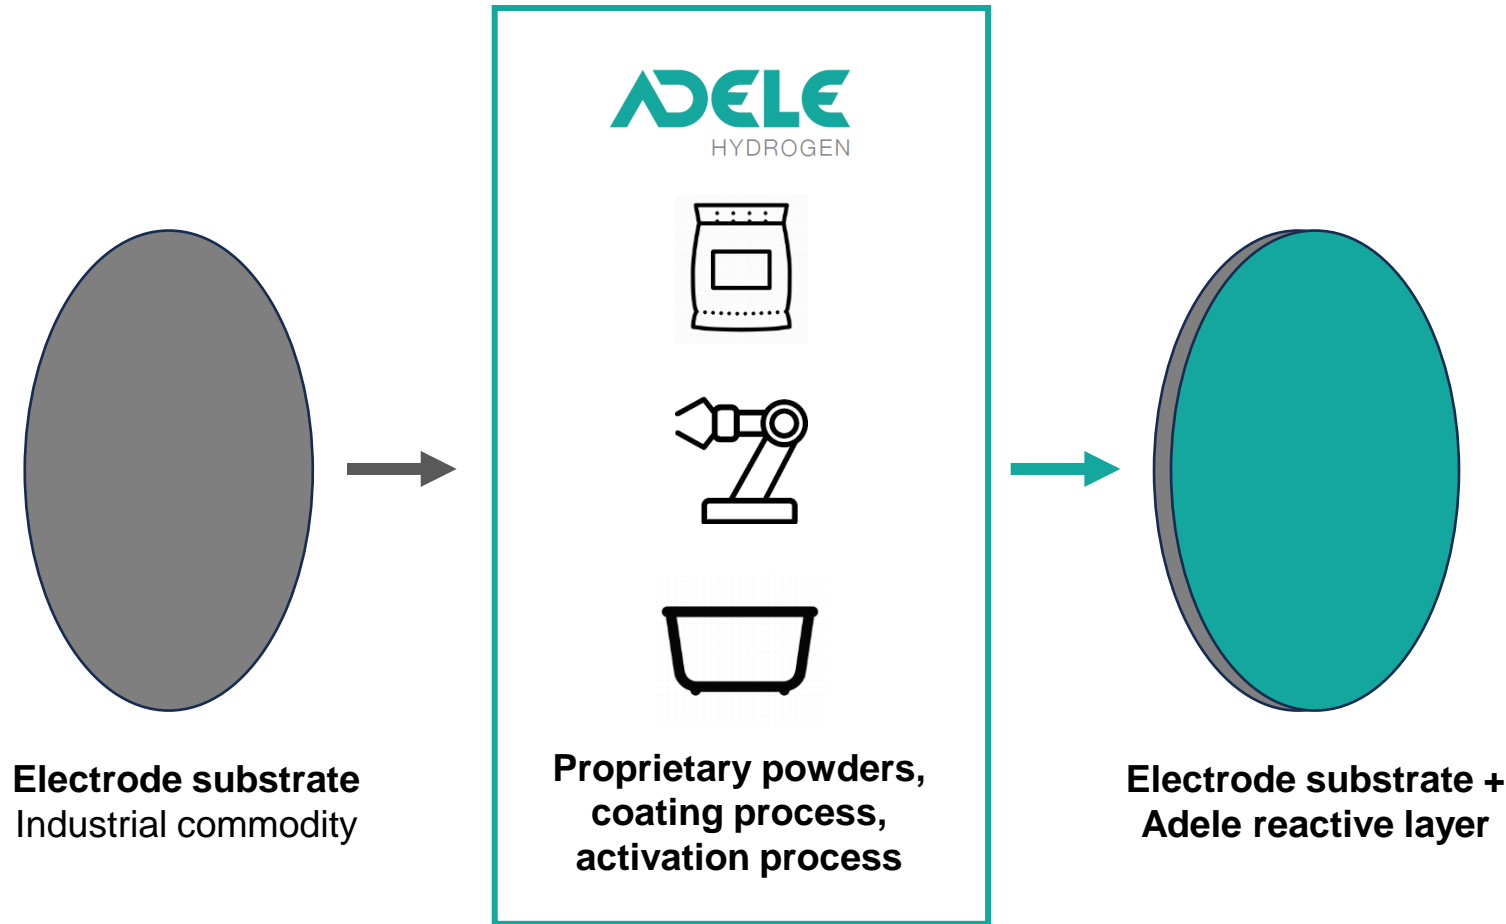 ADELE
HYDROGEN
Electrode substrate
Industrial commodity
Proprietary powders,
coating process,
activation process
Electrode substrate +
Adele reactive layer